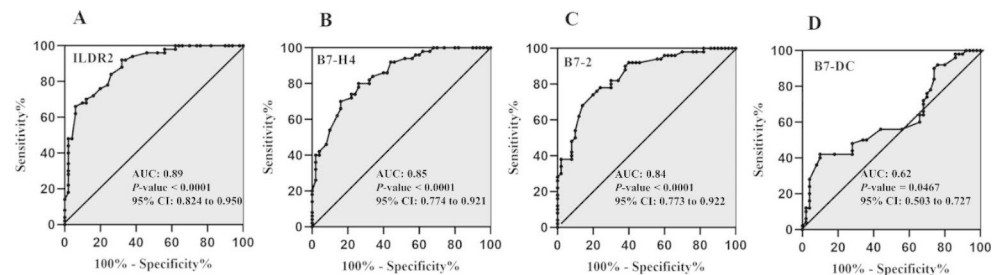 A
ILDR2
Sensitivity%
100
80
60
40
20
0
AUC: 0.89
P-value < 0.0001
95% CI: 0.824 to 0.950
0 20 40 60 80 100
100% - Specificity%
B
B7-H4
Sensitivity%
100
80
60
40
20
0
AUC: 0.85
P-value < 0.0001
95% CI: 0.774 to 0.921
0 20 40 60 80 100
100% - Specificity%
C
B7-2
Sensitivity%
100
80
60
40
20
0
AUC: 0.84
P-value < 0.0001
95% CI: 0.773 to 0.922
0 20 40 60 80 100
100% - Specificity%
D
B7-DC
Sensitivity%
100
80
60
40
20
0
AUC: 0.62
P-value = 0.0467
95% CI: 0.503 to 0.727
0 20 40 60 80 100
100% - Specificity%